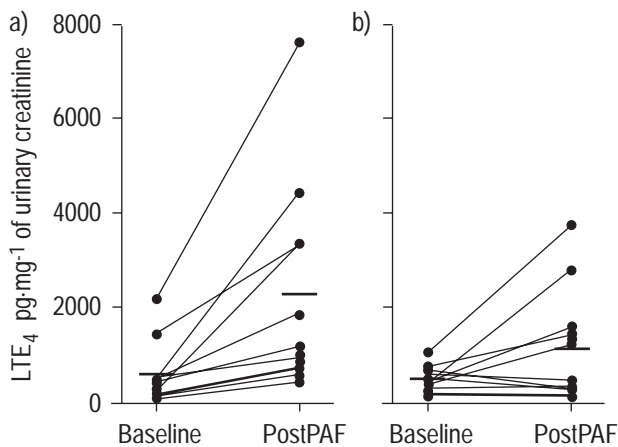 a)
b)
8000
6000
4000
2000
0
LTE4 pg·mg-1 of urinary creatinine
Baseline
PostPAF
Baseline
PostPAF